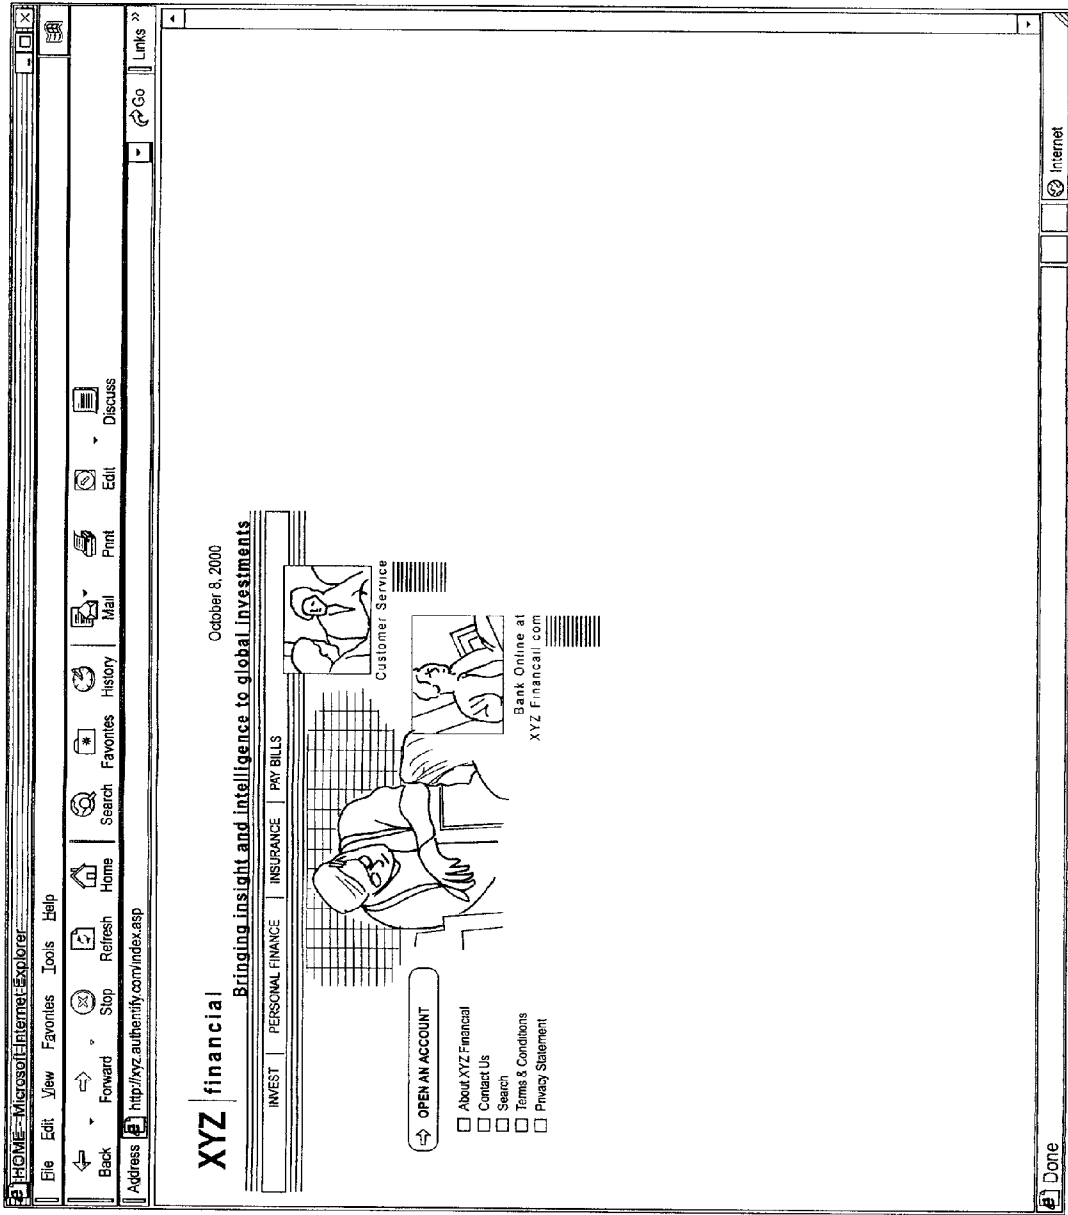 HOME - Microsoft Internet Explorer
File Edit View Favorites Tools Help
Back Forward Stop Refresh Home Search Favorites History Mail Print Edit Discuss
Address http://xyz.authentify.com/index.asp Go Links »
XYZ financial
October 8, 2000
Bringing insight and intelligence to global investments
INVEST PERSONAL FINANCE INSURANCE PAY BILLS
Customer Service
OPEN AN ACCOUNT
About XYZ Financial
Contact Us
Search
Terms & Conditions
Privacy Statement
Bank Online at
XYZ Financail com
Done Internet